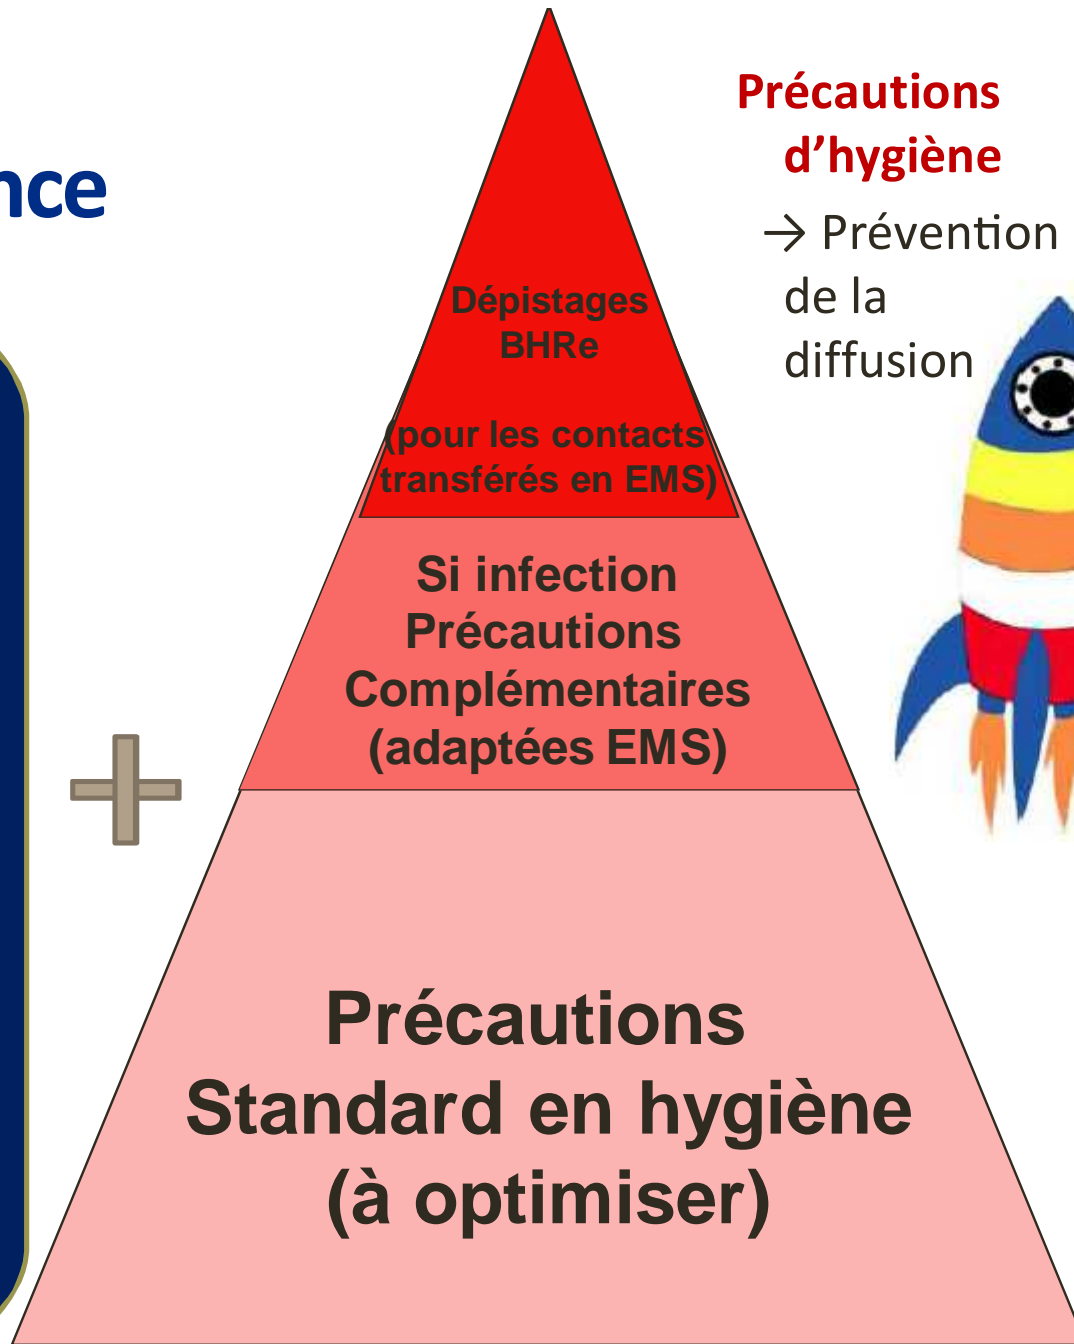 nce
Précautions
d’hygiène
→ Prévention
de la
diffusion
Dépistages
BHRe
(pour les contacts
transférés en EMS)
Si infection
Précautions
Complémentaires
(adaptées EMS)
Précautions
Standard en hygiène
(à optimiser)